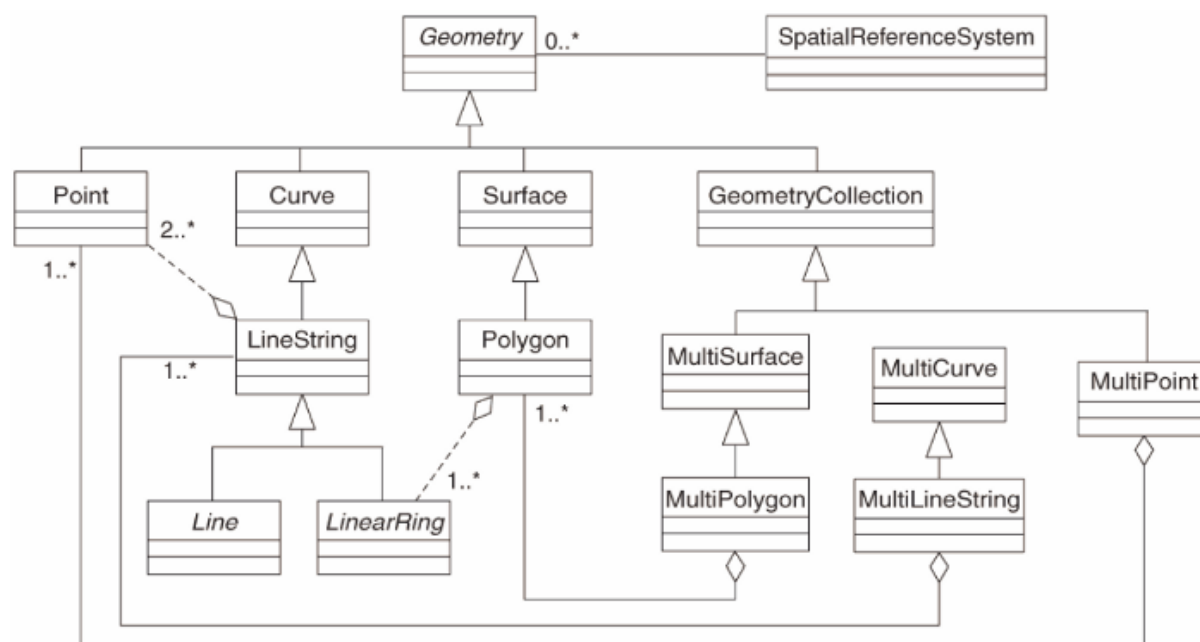 Geometry
0..*
SpatialReferenceSystem
Point
Curve
Surface
GeometryCollection
2..*
1..*
LineString
1..*
Polygon
1..*
MultiSurface
MultiCurve
MultiPoint
1..*
Line
LinearRing
MultiPolygon
MultiLineString